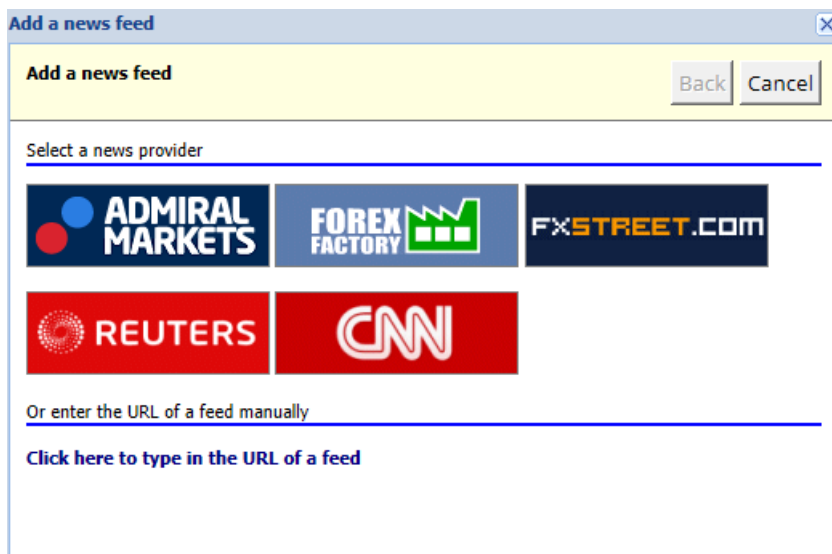 Add a news feed
Add a news feed
Back Cancel
Select a news provider
ADMIRAL
MARKETS
FOREX
FACTORY
FXSTREET.COM
REUTERS
CNN
Or enter the URL of a feed manually
Click here to type in the URL of a feed